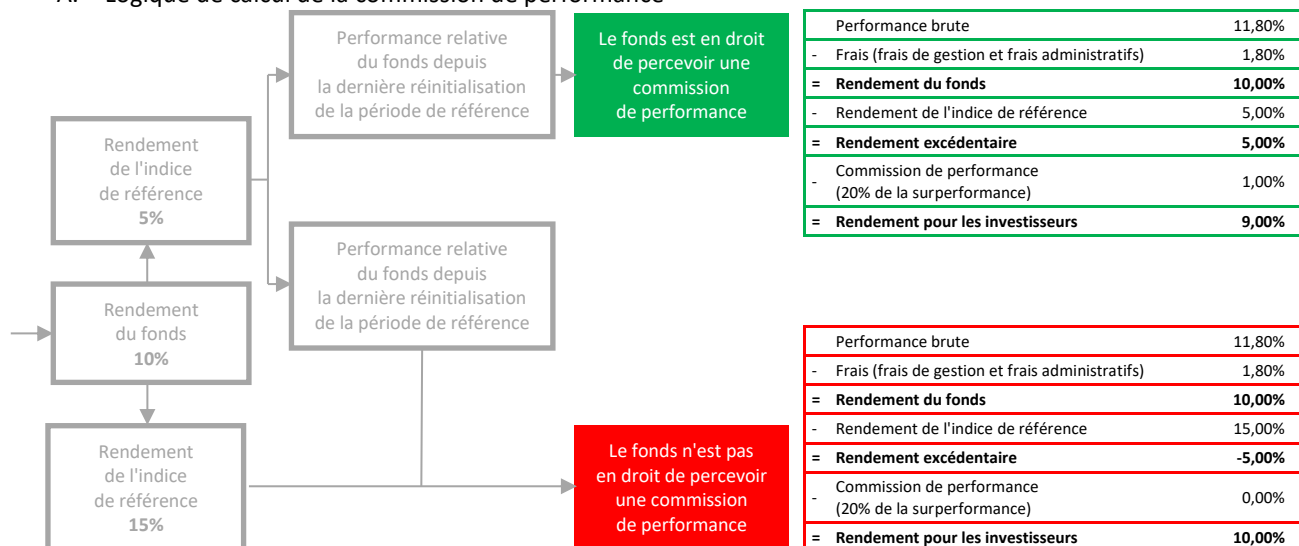 A. Logique de calcul de la commission de performance
Performance relative
du fonds depuis
la dernière réinitialisation
de la période de référence
Le fonds est en droit
de percevoir une
commission
de performance
Rendement
de l'indice
de référence
5%
Performance relative
du fonds depuis
la dernière réinitialisation
de la période de référence
Rendement
du fonds
10%
Rendement
de l'indice
de référence
15%
Le fonds n'est pas
en droit de percevoir
une commission
de performance
Performance brute 11,80%
- Frais (frais de gestion et frais administratifs) 1,80%
= Rendement du fonds 10,00%
- Rendement de l'indice de référence 5,00%
= Rendement excédentaire 5,00%
- Commission de performance
(20% de la surperformance) 1,00%
= Rendement pour les investisseurs 9,00%
Performance brute 11,80%
- Frais (frais de gestion et frais administratifs) 1,80%
= Rendement du fonds 10,00%
- Rendement de l'indice de référence 15,00%
= Rendement excédentaire -5,00%
- Commission de performance
(20% de la surperformance) 0,00%
= Rendement pour les investisseurs 10,00%